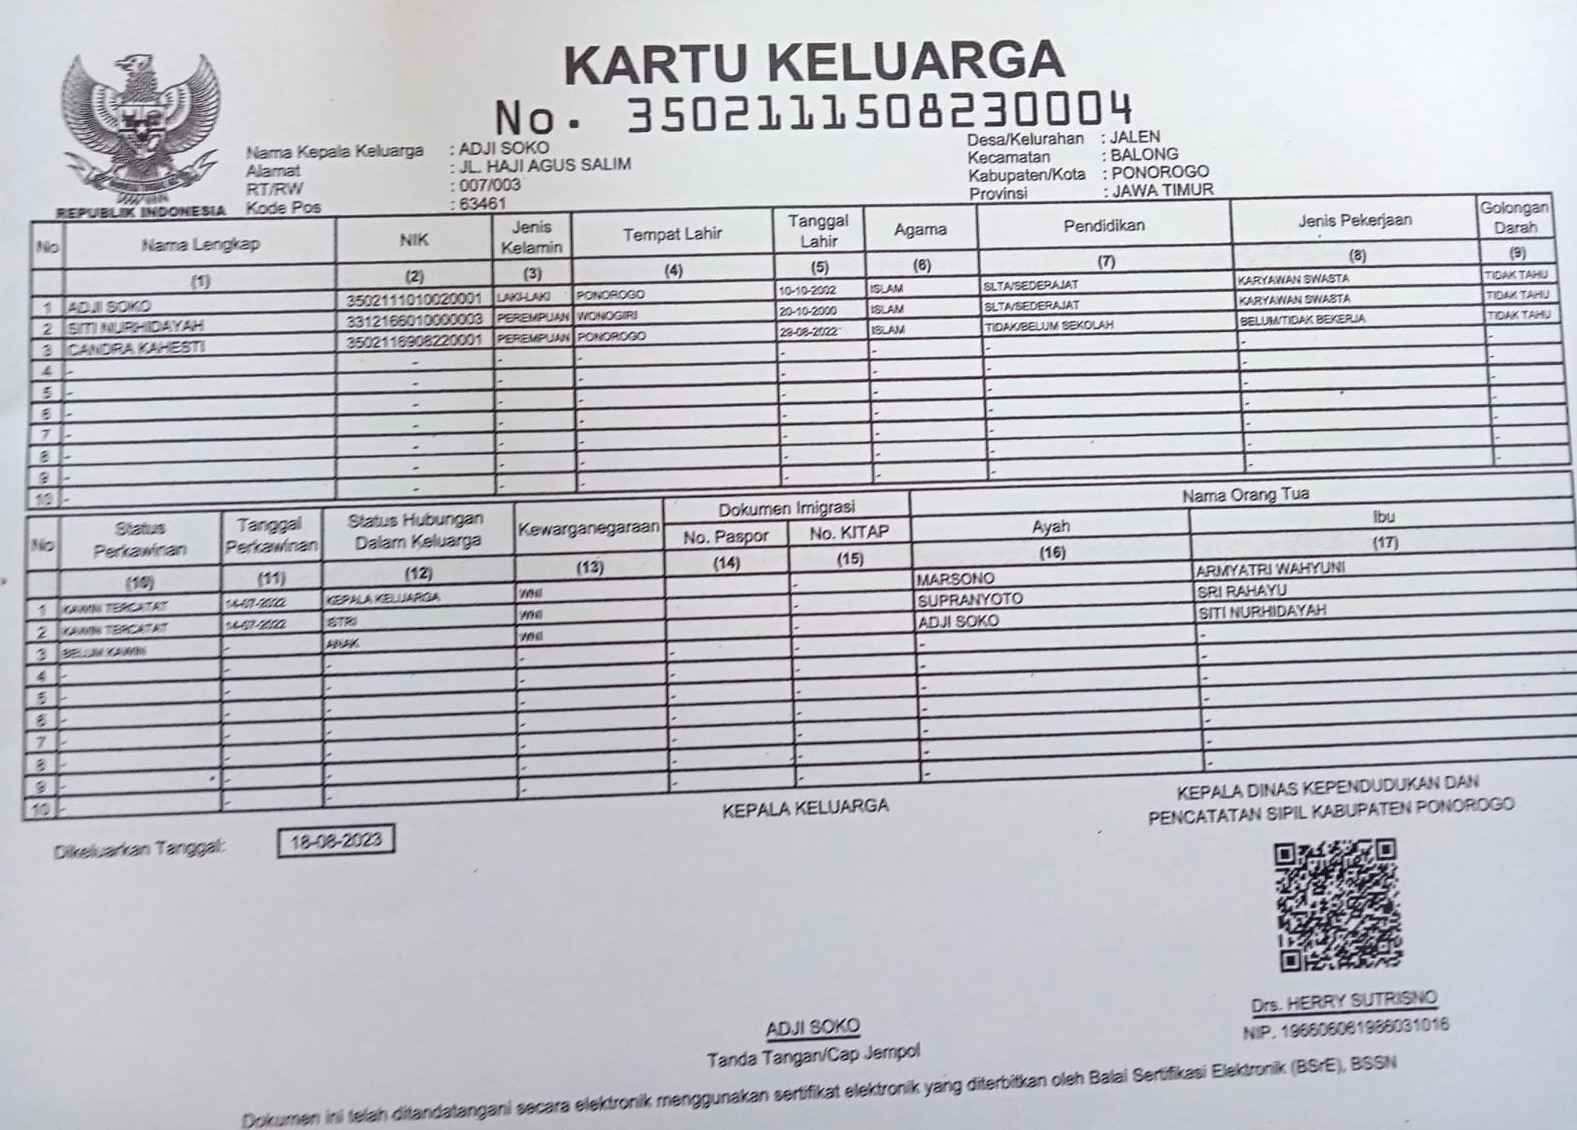 KARTU KELUARGA
No. 3502111508230004
Nama Kepala Keluarga : ADJI SOKO
Alamat : JL. HAJI AGUS SALIM
RT/RW : 007/003
Kode Pos : 63461
Desa/Kelurahan : JALEN
Kecamatan : BALONG
Kabupaten/Kota : PONOROGO
Provinsi : JAWA TIMUR
REPUBLIK INDONESIA
No Nama Lengkap NIK Jenis Kelamin Tempat Lahir Tanggal Lahir Agama Pendidikan Jenis Pekerjaan Golongan Darah
(1) (2) (3) (4) (5) (6) (7) (8) (9)
1 ADJI SOKO 3502111010020001 LAKI-LAKI PONOROGO 10-10-2002 ISLAM SLTA/SEDERAJAT KARYAWAN SWASTA TIDAK TAHU
2 SITI NURHIDAYAH 3312166010000003 PEREMPUAN WONOGIRI 20-10-2000 ISLAM SLTA/SEDERAJAT KARYAWAN SWASTA TIDAK TAHU
3 CANDRA KAHESTI 3502116908220001 PEREMPUAN PONOROGO 29-08-2022 ISLAM TIDAK/BELUM SEKOLAH BELUM/TIDAK BEKERJA TIDAK TAHU
4 - - - - - - - - -
5 - - - - - - - - -
6 - - - - - - - - -
7 - - - - - - - - -
8 - - - - - - - - -
9 - - - - - - - - -
10 - - - - - - - - -
No Status Perkawinan Tanggal Perkawinan Status Hubungan Dalam Keluarga Kewarganegaraan Dokumen Imigrasi Nama Orang Tua
No. Paspor No. KITAP Ayah Ibu
(10) (11) (12) (13) (14) (15) (16) (17)
1 KAWIN TERCATAT 14-07-2022 KEPALA KELUARGA WNI - MARSONO ARMYATRI WAHYUNI
2 KAWIN TERCATAT 14-07-2022 ISTRI WNI - SUPRANYOTO SRI RAHAYU
3 BELUM KAWIN - ANAK WNI - ADJI SOKO SITI NURHIDAYAH
4 - - - - - - - -
5 - - - - - - - -
6 - - - - - - - -
7 - - - - - - - -
8 - - - - - - - -
9 - - - - - - - -
10 - - - - - - - -
Dikeluarkan Tanggal: 18-08-2023
KEPALA KELUARGA
KEPALA DINAS KEPENDUDUKAN DAN
PENCATATAN SIPIL KABUPATEN PONOROGO
ADJI SOKO
Tanda Tangan/Cap Jempol
Drs. HERRY SUTRISNO
NIP. 196606061986031016
Dokumen ini telah ditandatangani secara elektronik menggunakan sertifikat elektronik yang diterbitkan oleh Balai Sertifikasi Elektronik (BSrE), BSSN